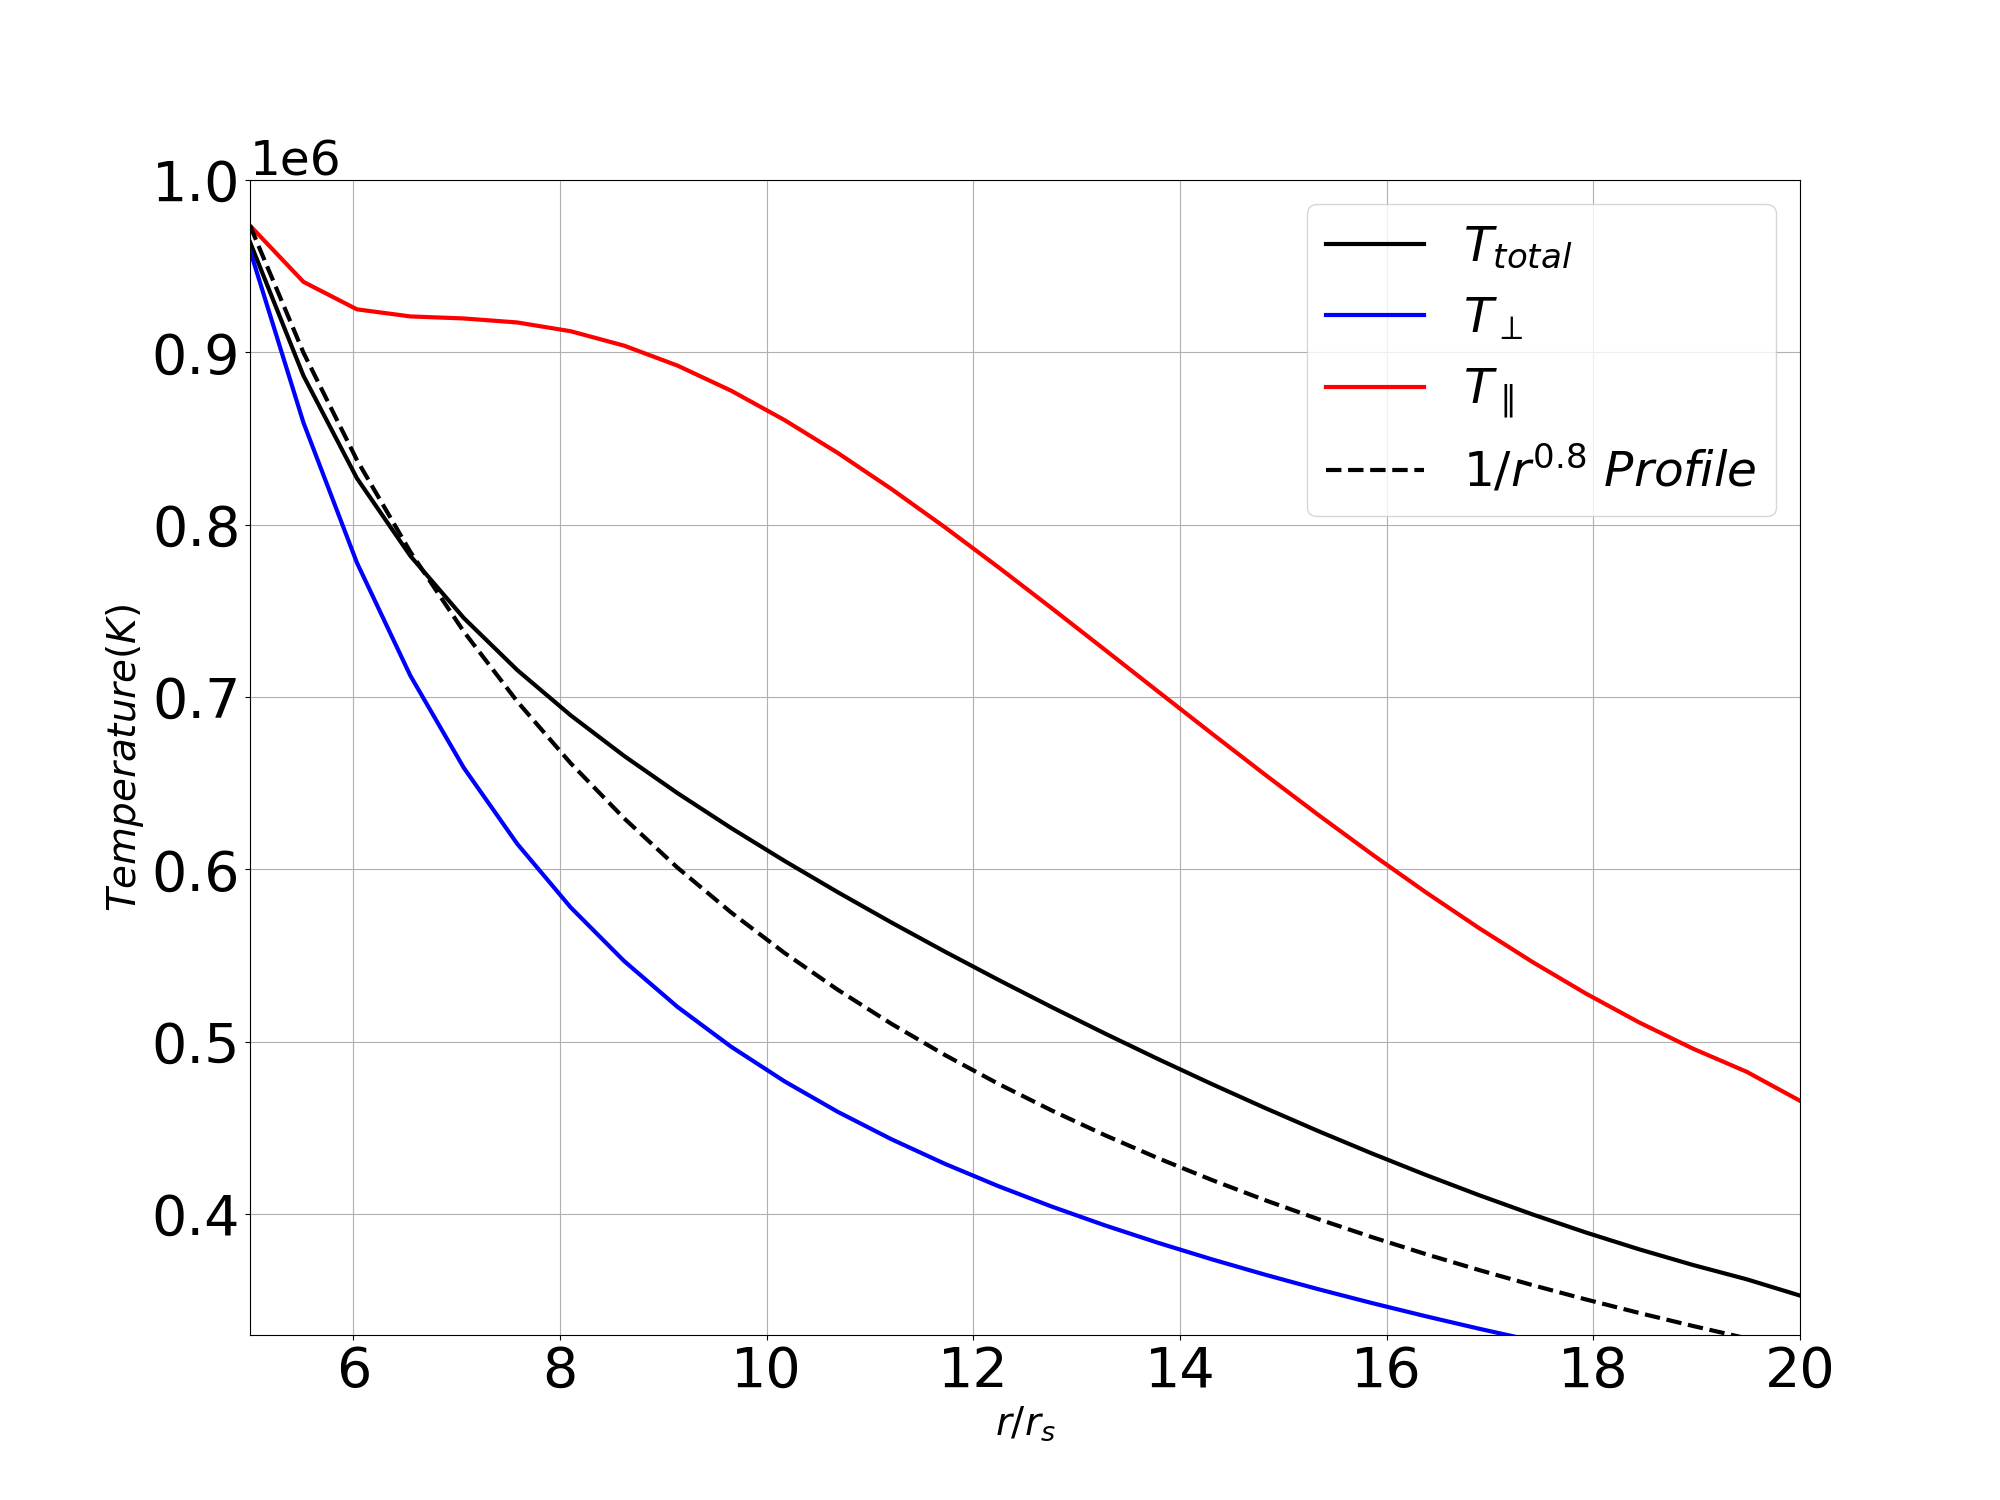 1e6
1.0
0.9
0.8
0.7
0.6
0.5
0.4
Temperature(K)
T_total
T_⊥
T_∥
1/r^0.8 Profile
6 8 10 12 14 16 18 20
r/r_s